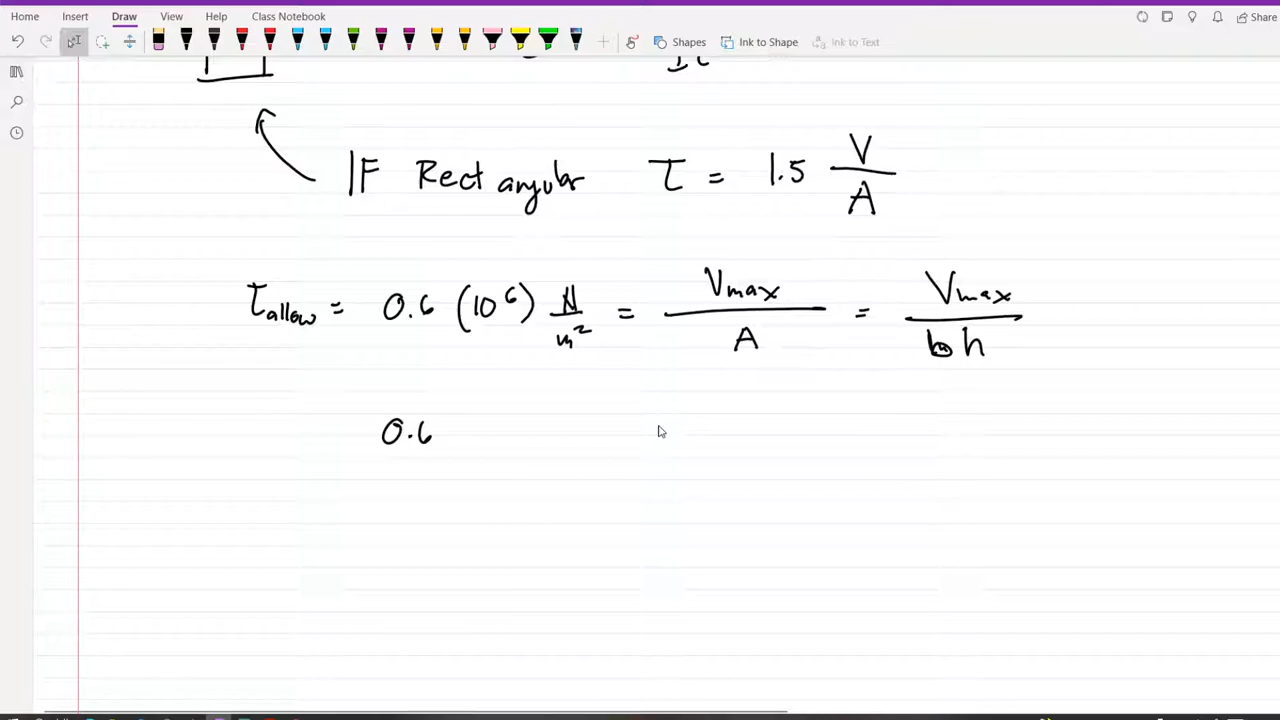 Home Insert Draw View Help Class Notebook Share
Shapes Ink to Shape Ink to Text
IF Rectangular τ = 1.5 V/A
τallow = 0.6 (10⁶) N/m² = Vmax/A = Vmax/bh
0.6